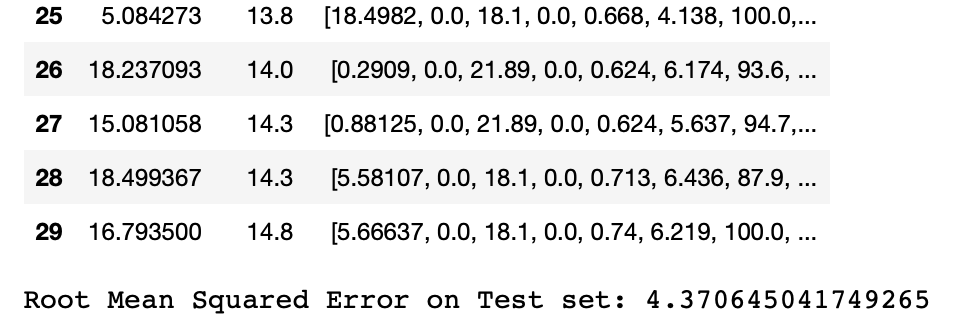 25 5.084273 13.8 [18.4982, 0.0, 18.1, 0.0, 0.668, 4.138, 100.0,...
26 18.237093 14.0 [0.2909, 0.0, 21.89, 0.0, 0.624, 6.174, 93.6, ...
27 15.081058 14.3 [0.88125, 0.0, 21.89, 0.0, 0.624, 5.637, 94.7,...
28 18.499367 14.3 [5.58107, 0.0, 18.1, 0.0, 0.713, 6.436, 87.9, ...
29 16.793500 14.8 [5.66637, 0.0, 18.1, 0.0, 0.74, 6.219, 100.0, ...
Root Mean Squared Error on Test set: 4.370645041749265